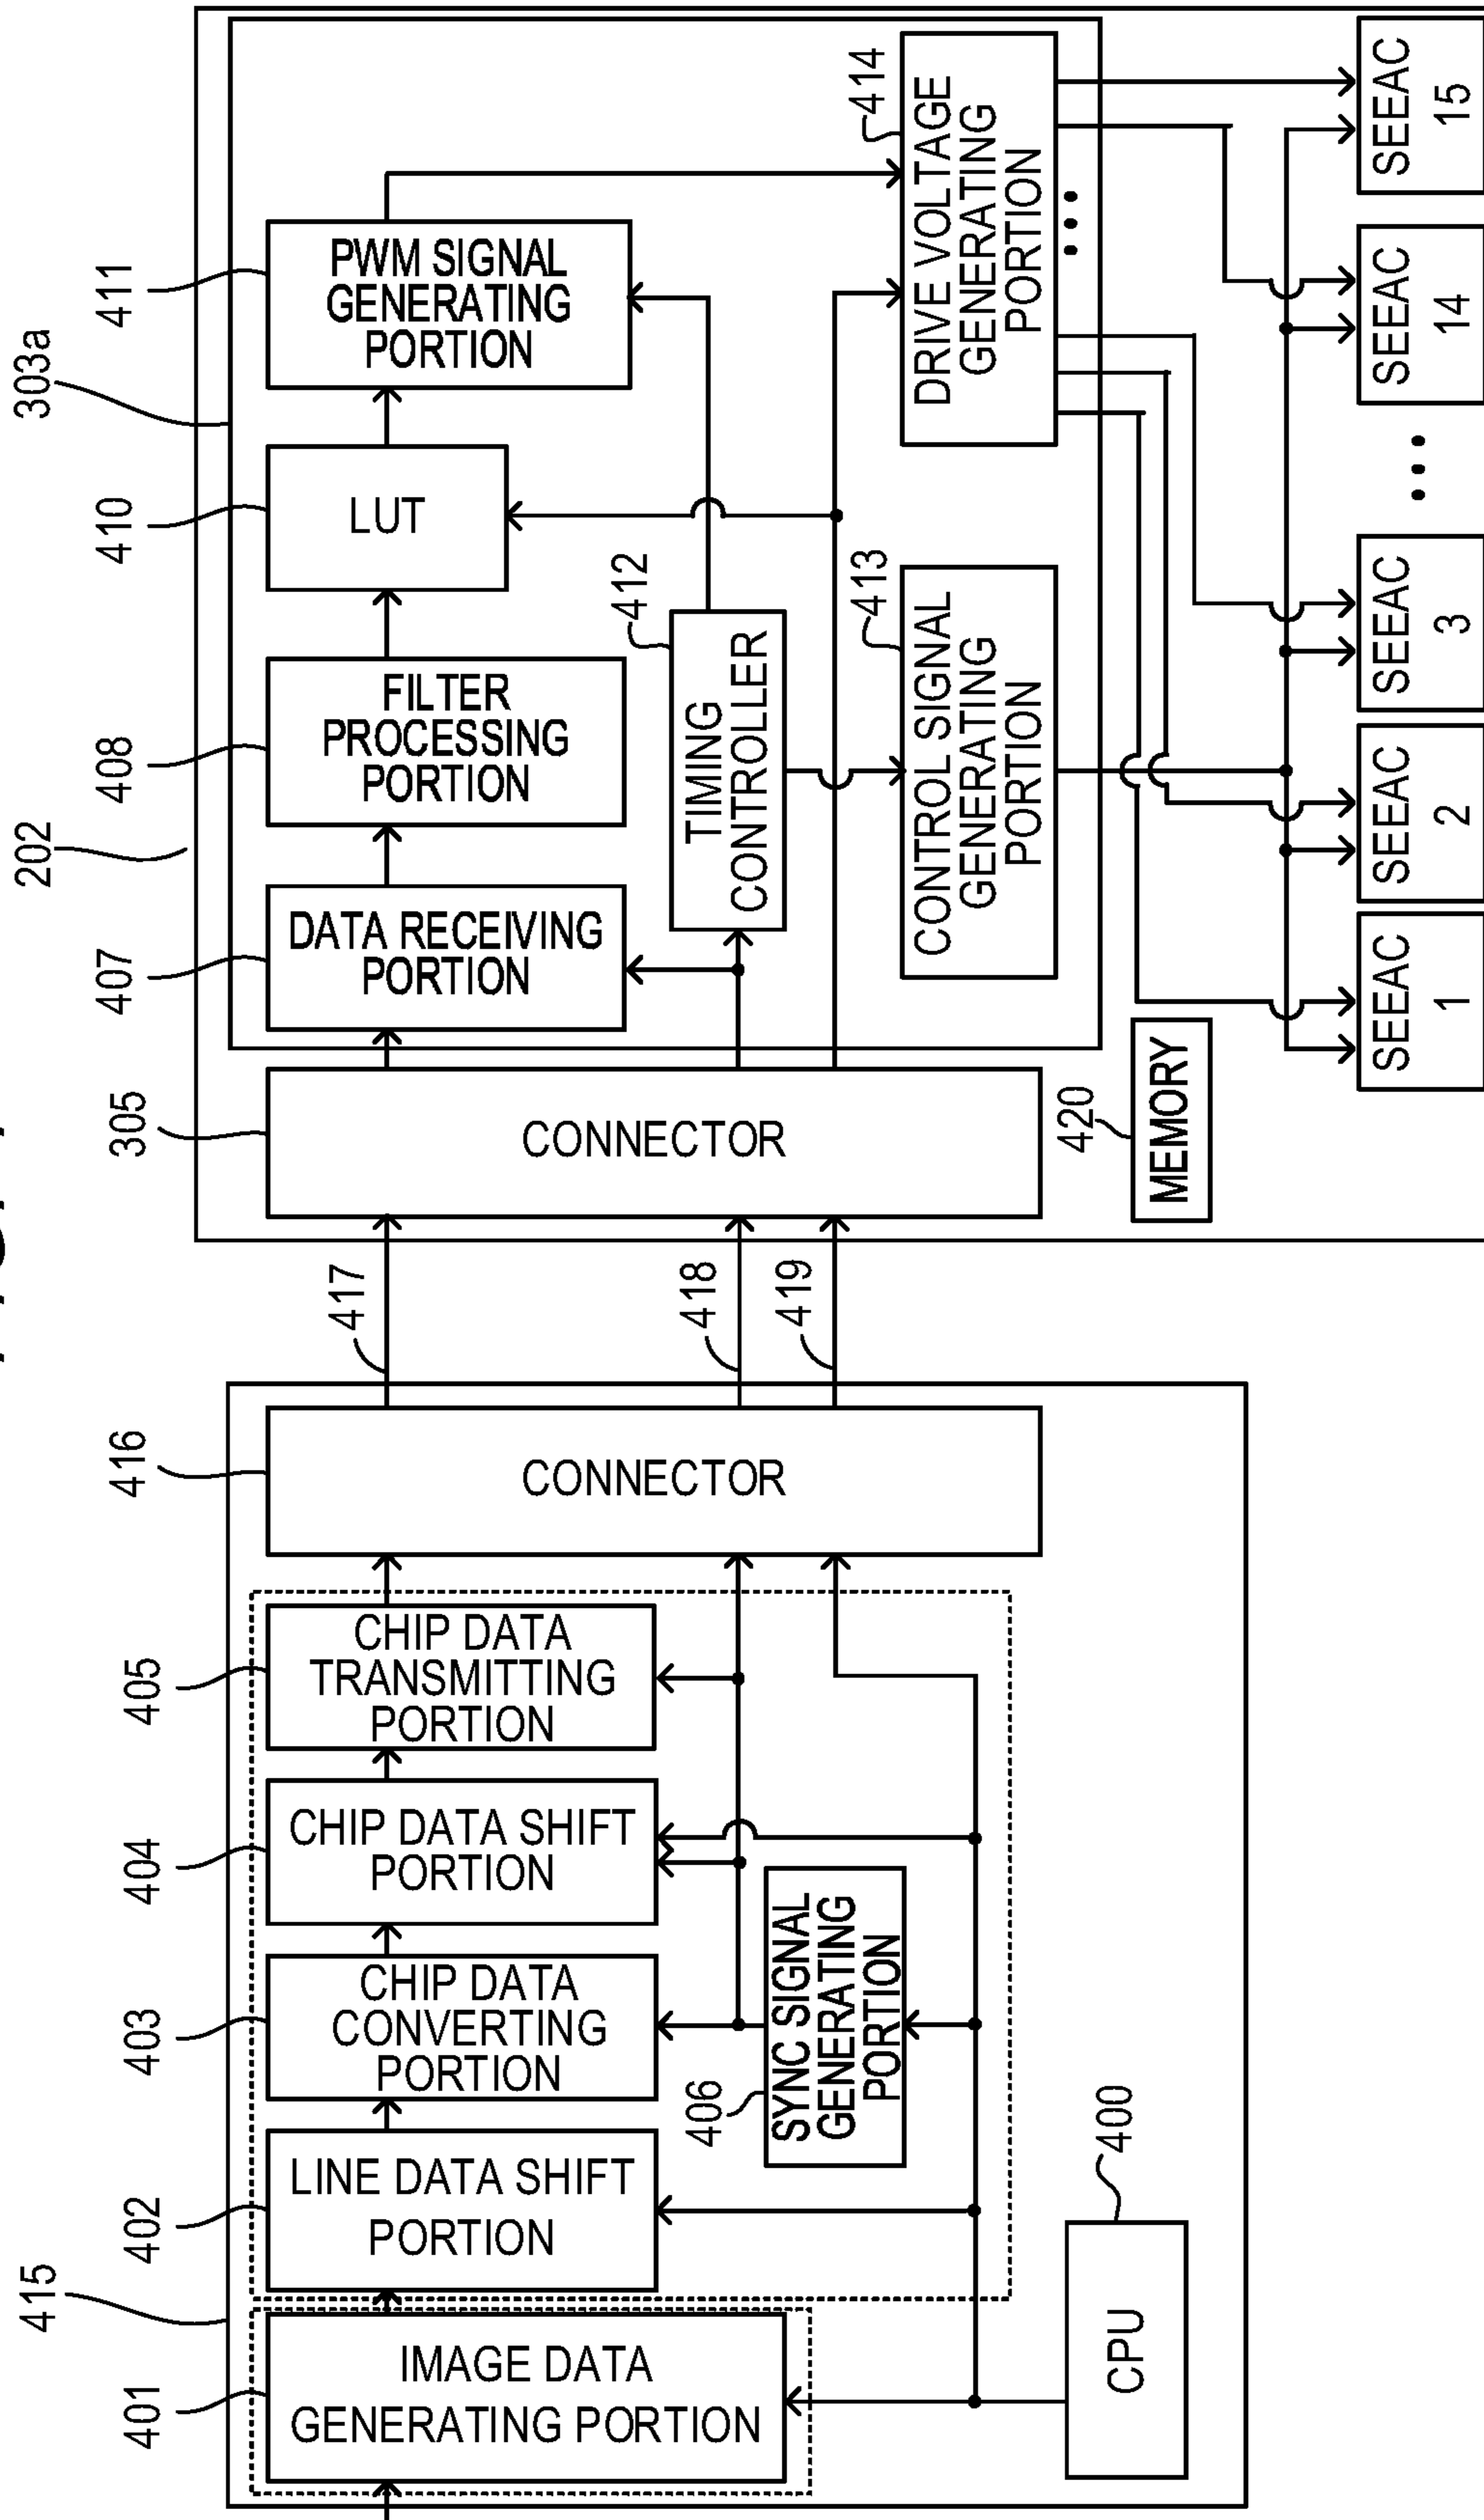 415
401
402
403
404
405
416
IMAGE DATA
GENERATING PORTION
LINE DATA SHIFT
PORTION
CHIP DATA
CONVERTING
PORTION
CHIP DATA SHIFT
PORTION
CHIP DATA
TRANSMITTING
PORTION
CONNECTOR
406
SYNC SIGNAL
GENERATING
PORTION
400
CPU
417
418
419
202
303a
305
407
408
410
411
CONNECTOR
DATA RECEIVING
PORTION
FILTER
PROCESSING
PORTION
LUT
PWM SIGNAL
GENERATING
PORTION
412
TIMING
CONTROLLER
413
CONTROL SIGNAL
GENERATING
PORTION
414
DRIVE VOLTAGE
GENERATING
PORTION
...
420
MEMORY
SEEAC
1
SEEAC
2
SEEAC
3
...
SEEAC
14
SEEAC
15